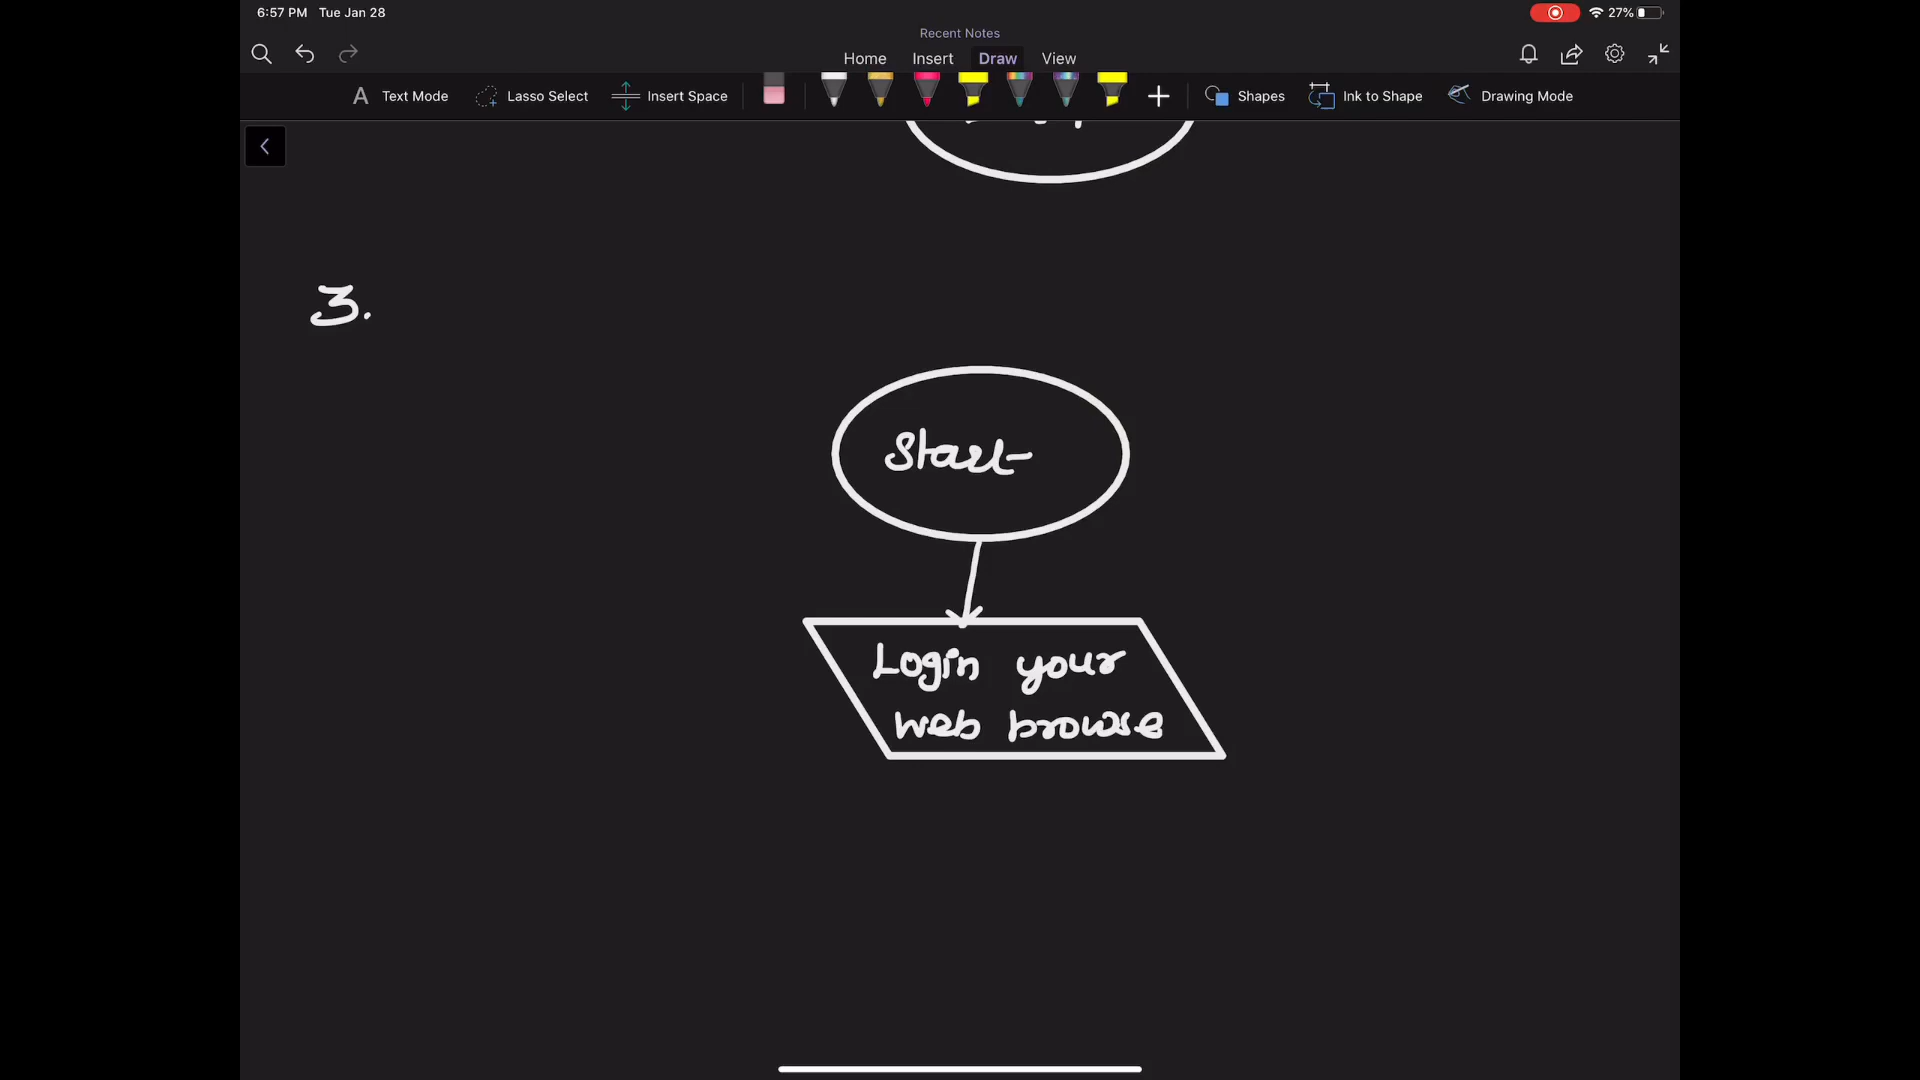 6:57 PM Tue Jan 28
27%
Recent Notes
Home Insert Draw View
Text Mode Lasso Select Insert Space Shapes Ink to Shape Drawing Mode
3.
Start
Login your
web browse